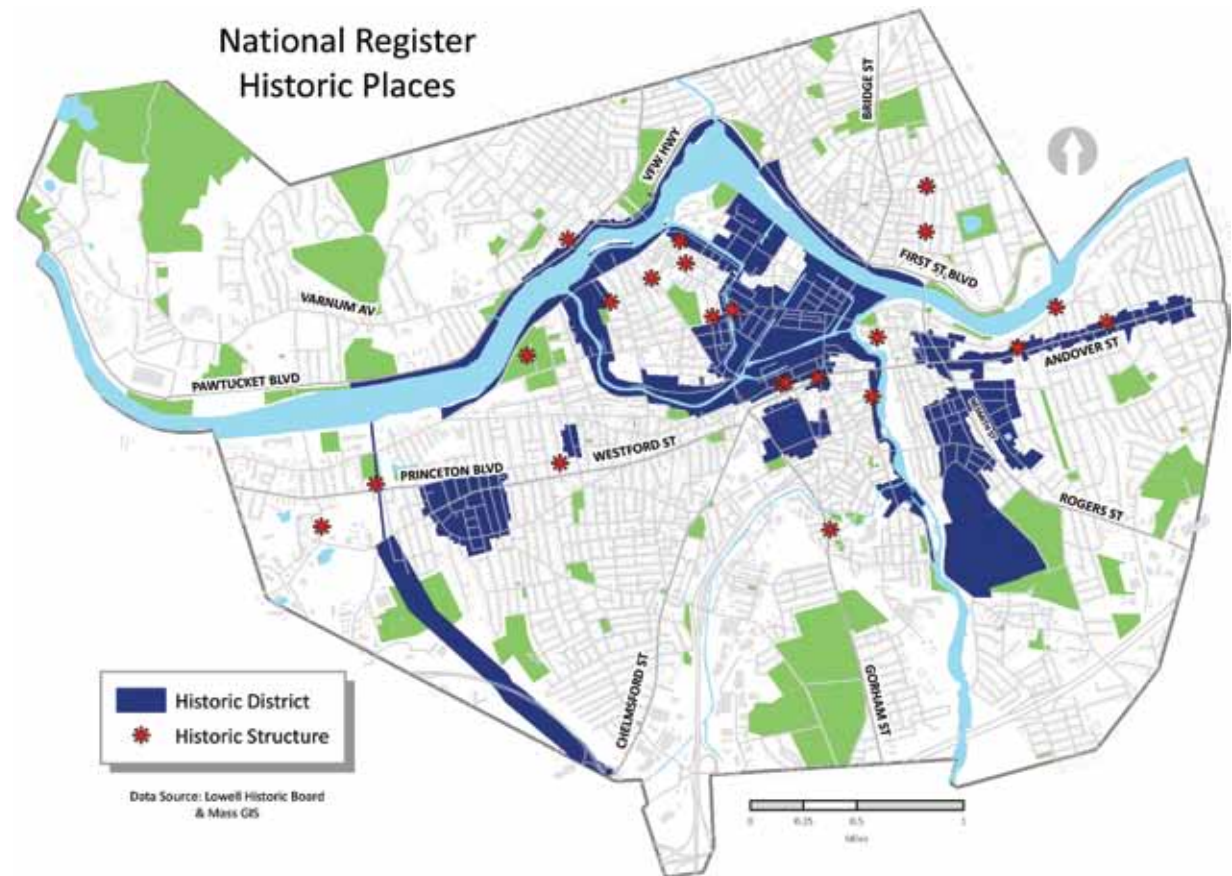 National Register
Historic Places
BRIDGE ST
VFW HWY
FIRST ST. BLVD
VARNUM AV
ANDOVER ST
PAWTUCKET BLVD
WESTFORD ST
PRINCETON BLVD
ROGERS ST
CHELMSFORD ST
GORHAM ST
Historic District
Historic Structure
Data Source: Lowell Historic Board
& Mass GIS
0 0.25 0.5 1
Miles